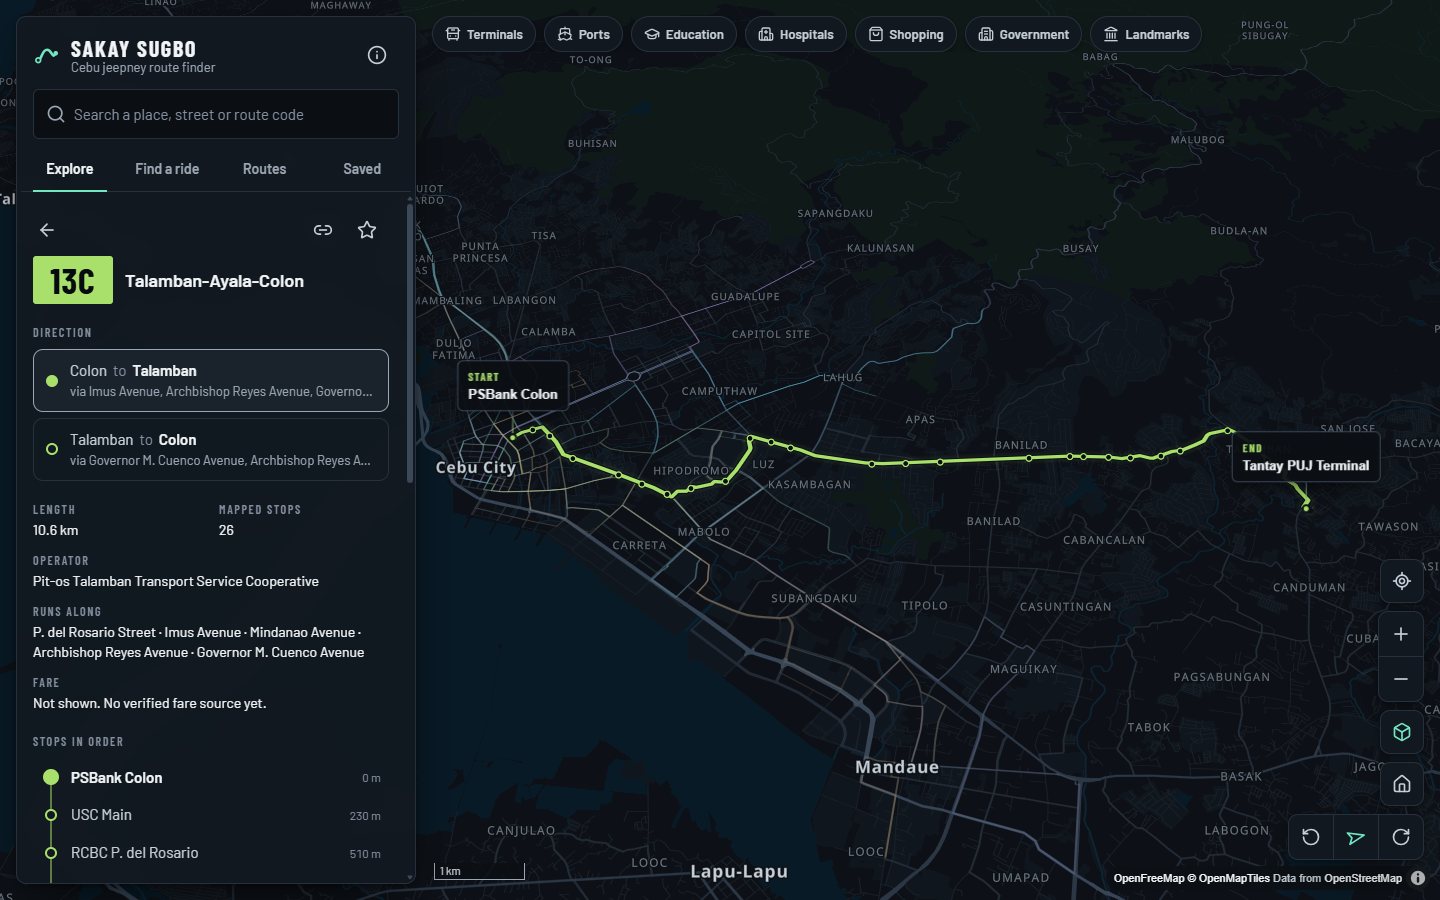 SAKAY SUGBO
Cebu jeepney route finder
Search a place, street or route code
Explore
Find a ride
Routes
Saved
13C
Talamban-Ayala-Colon
DIRECTION
Colon to Talamban
via Imus Avenue, Archbishop Reyes Avenue, Governo...
Talamban to Colon
via Governor M. Cuenco Avenue, Archbishop Reyes A...
LENGTH
MAPPED STOPS
10.6 km
26
OPERATOR
Pit-os Talamban Transport Service Cooperative
RUNS ALONG
P. del Rosario Street · Imus Avenue · Mindanao Avenue ·
Archbishop Reyes Avenue · Governor M. Cuenco Avenue
FARE
Not shown. No verified fare source yet.
STOPS IN ORDER
PSBank Colon
0 m
USC Main
230 m
RCBC P. del Rosario
510 m
Terminals
Ports
Education
Hospitals
Shopping
Government
Landmarks
MAGHAWAY
PUNG-OL
SIBUGAY
TO-ONG
BABAG
BUHISAN
MALUBOG
SAPANGDAKU
BUDLA-AN
TISA
PUNTA
PRINCESA
KALUNASAN
BUSAY
MAMBALING
LABANGON
GUADALUPE
CALAMBA
CAPITOL SITE
DULJO
FATIMA
START
PSBank Colon
CAMPUTHAW
LAHUG
APAS
BANILAD
SAN JOSE
BACAYA
END
Tantay PUJ Terminal
Cebu City
HIPODROMO
LUZ
KASAMBAGAN
BANILAD
TAWASON
MABOLO
CARRETA
CABANCALAN
SUBANGDAKU
TIPOLO
CASUNTINGAN
CANDUMAN
CUBA
MAGUIKAY
PAGSABUNGAN
TABOK
Mandaue
BASAK
JAGO
CANJULAO
LABOGON
LOOC
LOOC
Lapu-Lapu
UMAPAD
1 km
OpenFreeMap © OpenMapTiles Data from OpenStreetMap